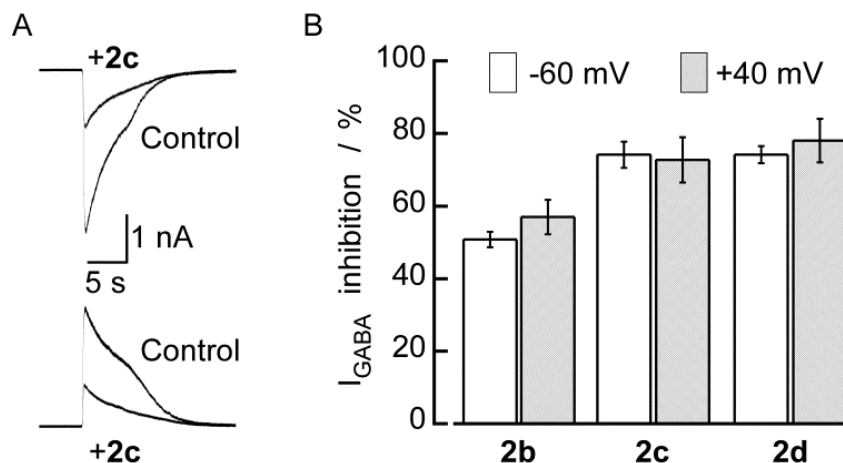 A
+2c
Control
1 nA
5 s
Control
+2c
B
I_GABA inhibition / %
100
80
60
40
20
0
-60 mV
+40 mV
2b
2c
2d